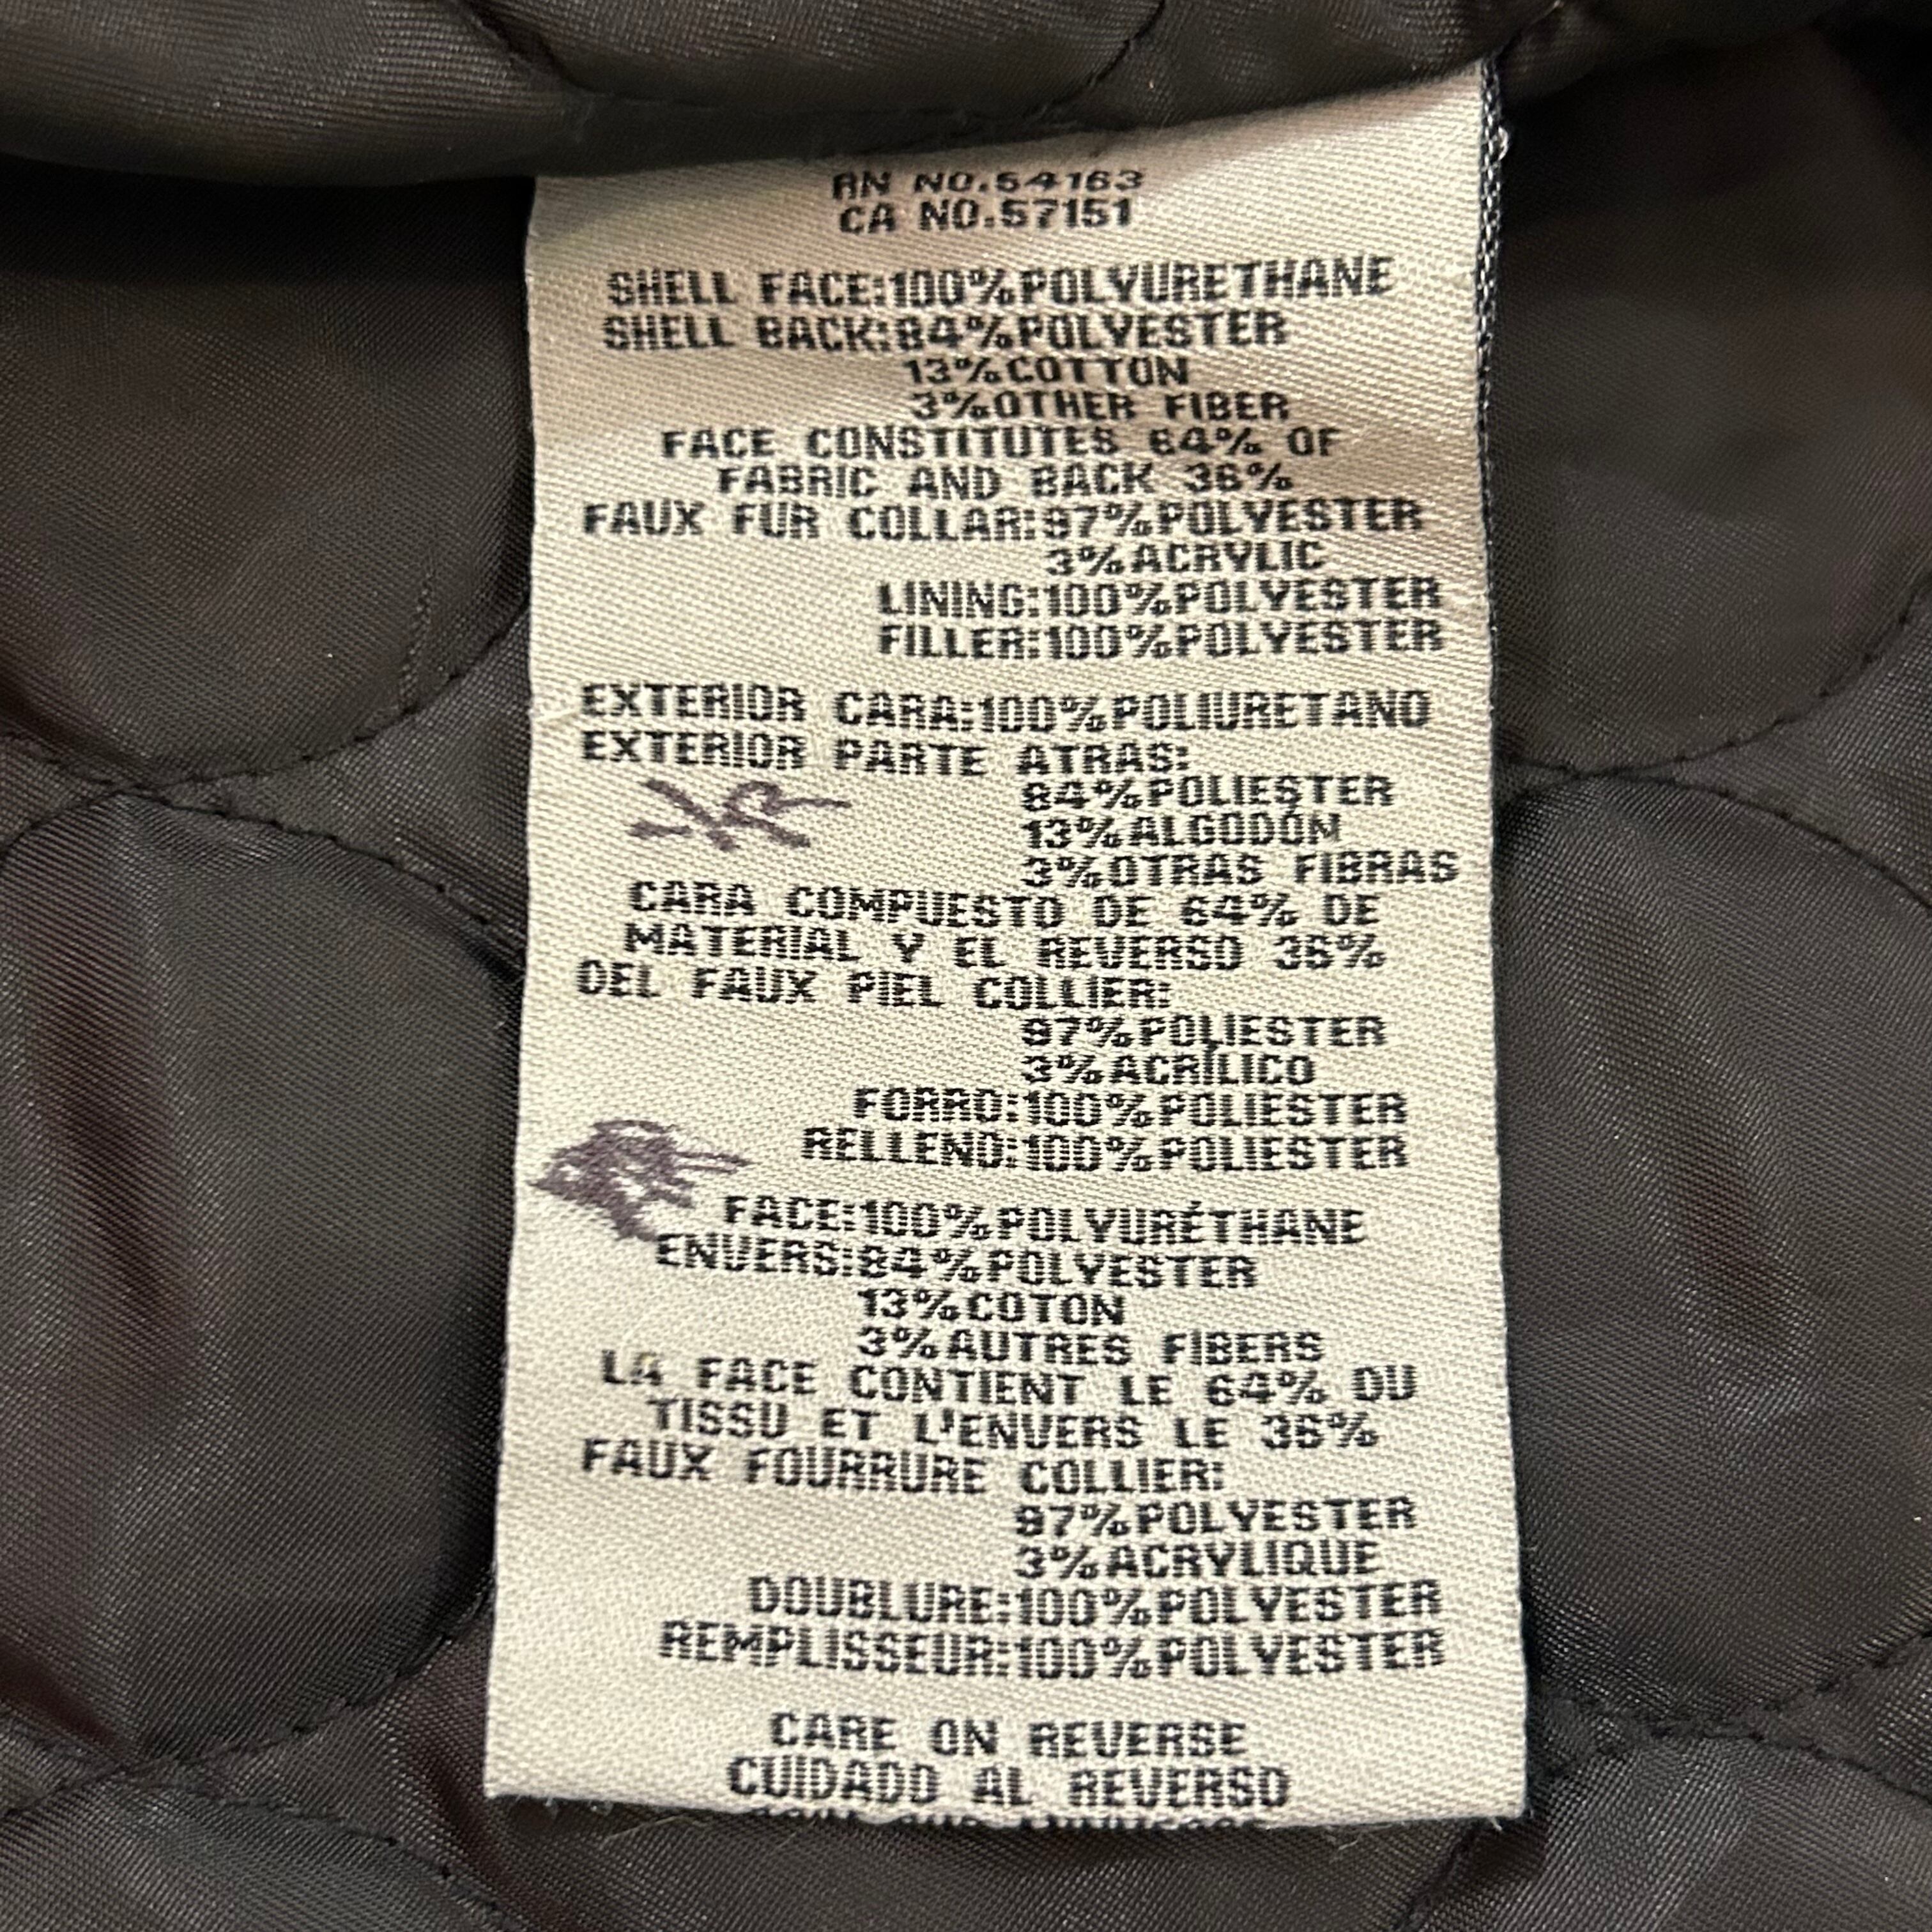 RN NO.54163
CA NO.57151
SHELL FACE:100%POLYURETHANE
SHELL BACK:84%POLYESTER
13%COTTON
3%OTHER FIBER
FACE CONSTITUTES 64% OF
FABRIC AND BACK 36%
FAUX FUR COLLAR:97%POLYESTER
3%ACRYLIC
LINING:100%POLYESTER
FILLER:100%POLYESTER
EXTERIOR CARA:100%POLIURETANO
EXTERIOR PARTE ATRAS:
84%POLIESTER
13%ALGODÓN
3%OTRAS FIBRAS
CARA COMPUESTO DE 64% DE
MATERIAL Y EL REVERSO 36%
DEL FAUX PIEL COLLIER:
97%POLIESTER
3%ACRÍLICO
FORRO:100%POLIESTER
RELLENO:100%POLIESTER
FACE:100%POLYURÉTHANE
ENVERS:84%POLYESTER
13%COTON
3%AUTRES FIBERS
LA FACE CONTIENT LE 64% DU
TISSU ET L'ENVERS LE 36%
FAUX FOURRURE COLLIER:
97%POLYESTER
3%ACRYLIQUE
DOUBLURE:100%POLYESTER
REMPLISSEUR:100%POLYESTER
CARE ON REVERSE
CUIDADO AL REVERSO